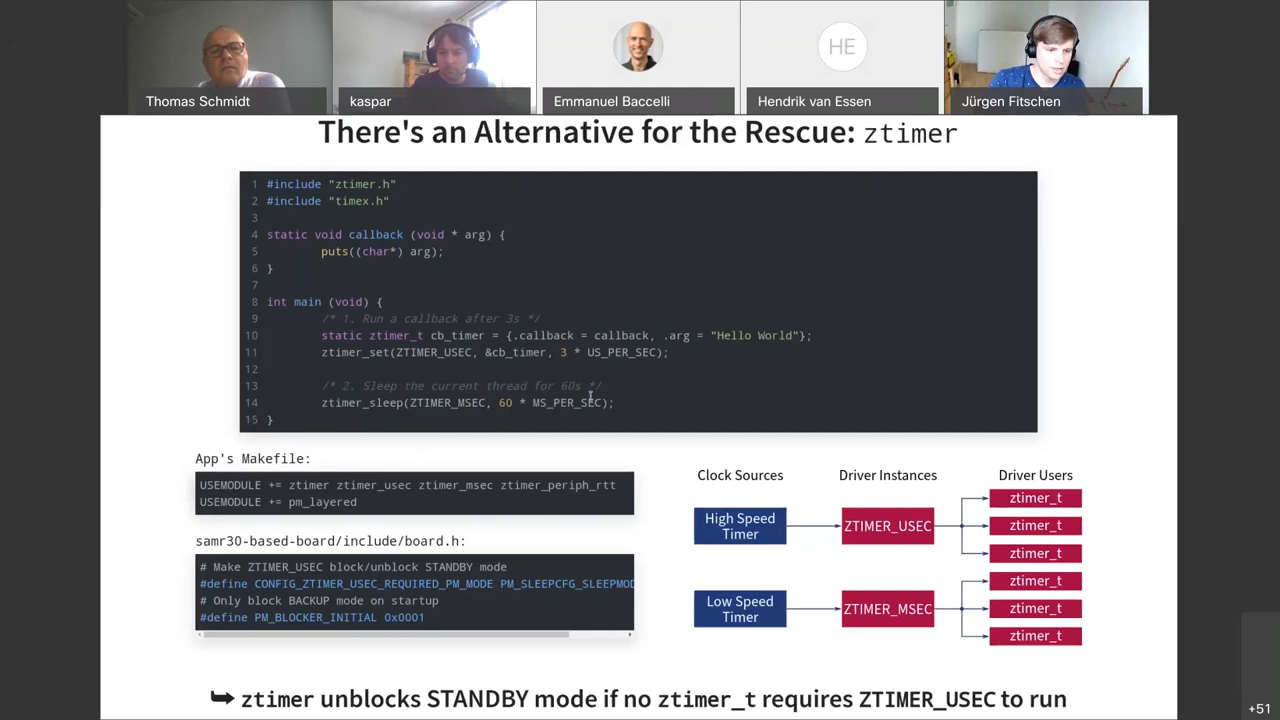 Thomas Schmidt
kaspar
Emmanuel Baccelli
HE
Hendrik van Essen
Jürgen Fitschen
There's an Alternative for the Rescue: ztimer
1 #include "ztimer.h"
2 #include "timex.h"
3
4 static void callback (void * arg) {
5 puts((char*) arg);
6 }
7
8 int main (void) {
9 /* 1. Run a callback after 3s */
10 static ztimer_t cb_timer = {.callback = callback, .arg = "Hello World"};
11 ztimer_set(ZTIMER_USEC, &cb_timer, 3 * US_PER_SEC);
12
13 /* 2. Sleep the current thread for 60s */
14 ztimer_sleep(ZTIMER_MSEC, 60 * MS_PER_SEC);
15 }
App's Makefile:
USEMODULE += ztimer ztimer_usec ztimer_msec ztimer_periph_rtt
USEMODULE += pm_layered
samr30-based-board/include/board.h:
# Make ZTIMER_USEC block/unblock STANDBY mode
#define CONFIG_ZTIMER_USEC_REQUIRED_PM_MODE PM_SLEEPCFG_SLEEPMOD
# Only block BACKUP mode on startup
#define PM_BLOCKER_INITIAL 0x0001
Clock Sources
Driver Instances
Driver Users
High Speed
Timer
ZTIMER_USEC
ztimer_t
ztimer_t
ztimer_t
Low Speed
Timer
ZTIMER_MSEC
ztimer_t
ztimer_t
ztimer_t
➥ ztimer unblocks STANDBY mode if no ztimer_t requires ZTIMER_USEC to run
+51